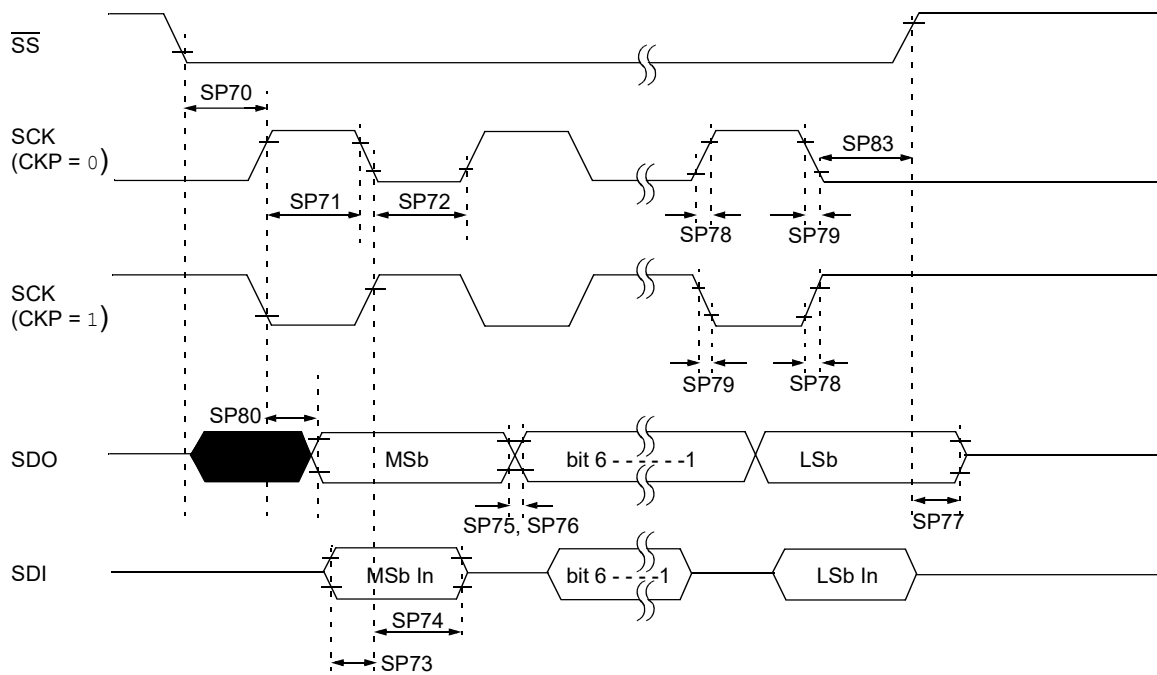 SS
SP70
SCK
(CKP = 0)
SP83
SP71
SP72
SP78
SP79
SCK
(CKP = 1)
SP79
SP78
SP80
SDO
MSb
bit 6 - - - - - - -1
LSb
SP75, SP76
SP77
SDI
MSb In
bit 6 - - - - -1
LSb In
SP74
SP73